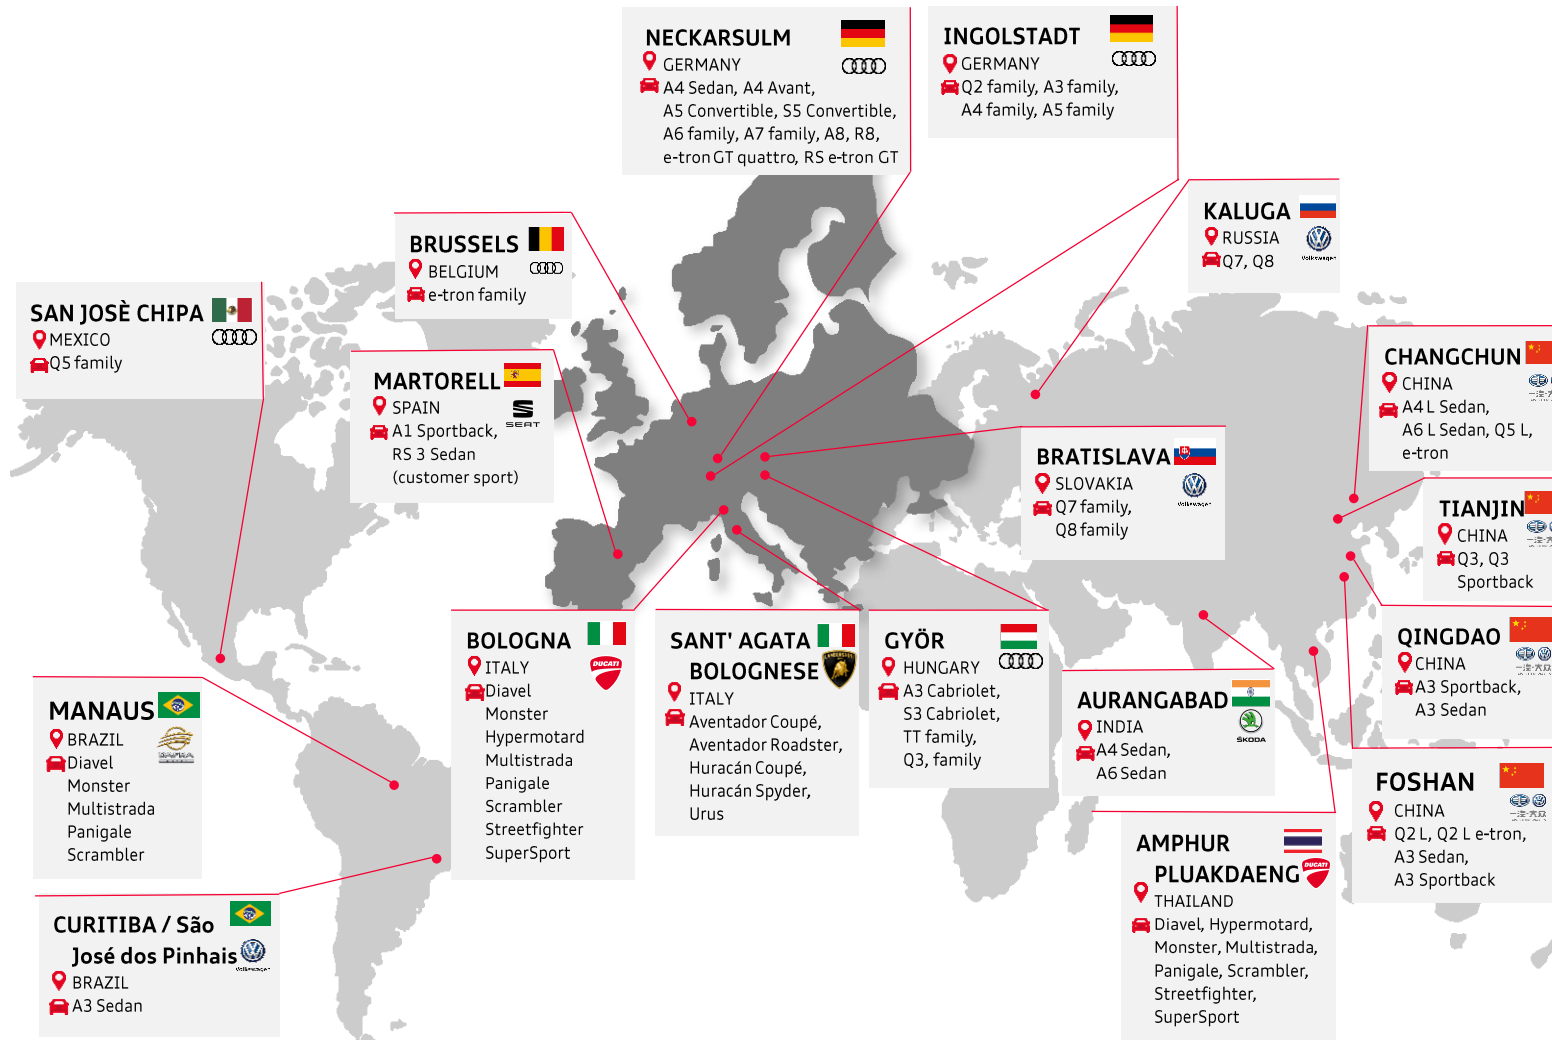 NECKARSULM
GERMANY
A4 Sedan, A4 Avant,
A5 Convertible, S5 Convertible,
A6 family, A7 family, A8, R8,
e-tron GT quattro, RS e-tron GT
INGOLSTADT
GERMANY
Q2 family, A3 family,
A4 family, A5 family
KALUGA
RUSSIA
Volkswagen
Q7, Q8
BRUSSELS
BELGIUM
e-tron family
SAN JOSÈ CHIPA
MEXICO
Q5 family
MARTORELL
SPAIN
SEAT
A1 Sportback,
RS 3 Sedan
(customer sport)
CHANGCHUN
CHINA
A4 L Sedan,
A6 L Sedan, Q5 L,
e-tron
BRATISLAVA
SLOVAKIA
Volkswagen
Q7 family,
Q8 family
TIANJIN
CHINA
Q3, Q3
Sportback
QINGDAO
CHINA
A3 Sportback,
A3 Sedan
BOLOGNA
ITALY
DUCATI
Diavel
Monster
Hypermotard
Multistrada
Panigale
Scrambler
Streetfighter
SuperSport
SANT' AGATA
BOLOGNESE
ITALY
Aventador Coupé,
Aventador Roadster,
Huracán Coupé,
Huracán Spyder,
Urus
GYÖR
HUNGARY
A3 Cabriolet,
S3 Cabriolet,
TT family,
Q3, family
AURANGABAD
INDIA
ŠKODA
A4 Sedan,
A6 Sedan
MANAUS
BRAZIL
DAFRA
Diavel
Monster
Multistrada
Panigale
Scrambler
FOSHAN
CHINA
Q2 L, Q2 L e-tron,
A3 Sedan,
A3 Sportback
AMPHUR
PLUAKDAENG
DUCATI
THAILAND
Diavel, Hypermotard,
Monster, Multistrada,
Panigale, Scrambler,
Streetfighter,
SuperSport
CURITIBA / São
José dos Pinhais
Volkswagen
BRAZIL
A3 Sedan